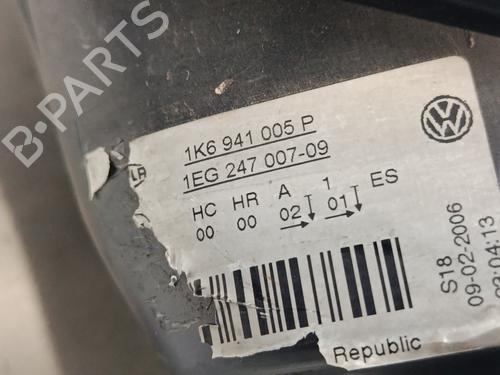 B-PARTS
1K6 941 005 P
1EG 247 007-09
HC HR A 1 ES
00 00 02 01
S18
09-02-2006
23:04:13
Republic